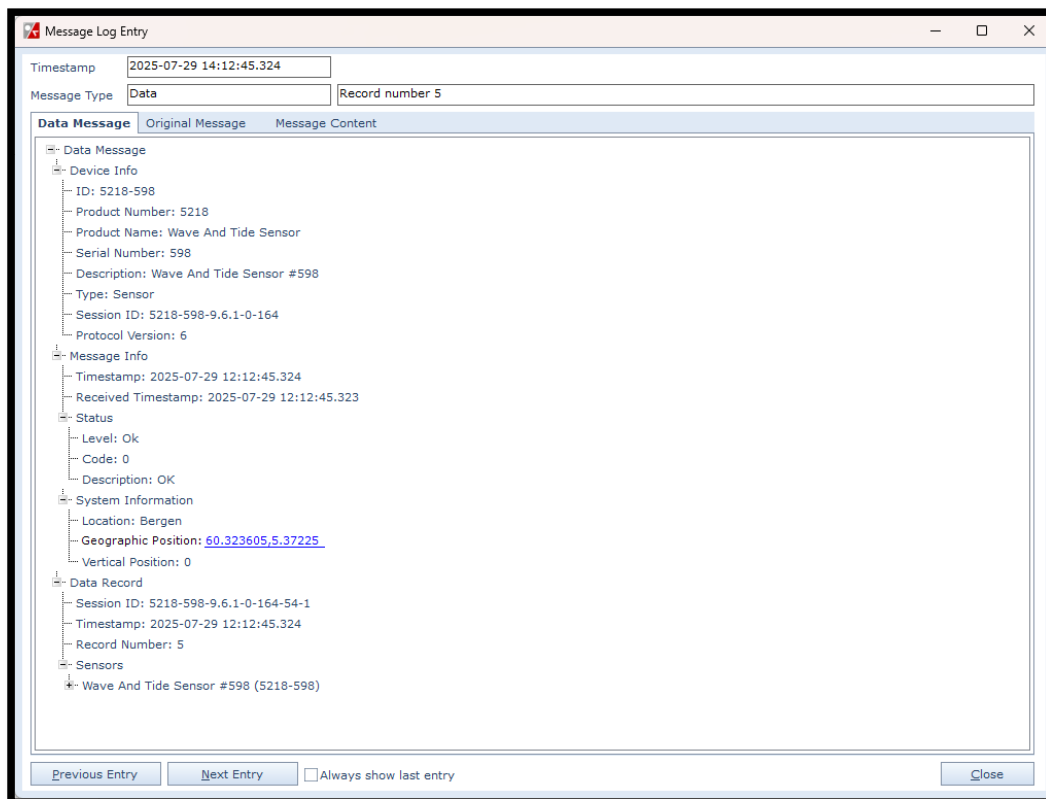 Message Log Entry
Timestamp 2025-07-29 14:12:45.324
Message Type Data Record number 5
Data Message Original Message Message Content
Data Message
Device Info
ID: 5218-598
Product Number: 5218
Product Name: Wave And Tide Sensor
Serial Number: 598
Description: Wave And Tide Sensor #598
Type: Sensor
Session ID: 5218-598-9.6.1-0-164
Protocol Version: 6
Message Info
Timestamp: 2025-07-29 12:12:45.324
Received Timestamp: 2025-07-29 12:12:45.323
Status
Level: Ok
Code: 0
Description: OK
System Information
Location: Bergen
Geographic Position: 60.323605,5.37225
Vertical Position: 0
Data Record
Session ID: 5218-598-9.6.1-0-164-54-1
Timestamp: 2025-07-29 12:12:45.324
Record Number: 5
Sensors
Wave And Tide Sensor #598 (5218-598)
Previous Entry Next Entry Always show last entry Close